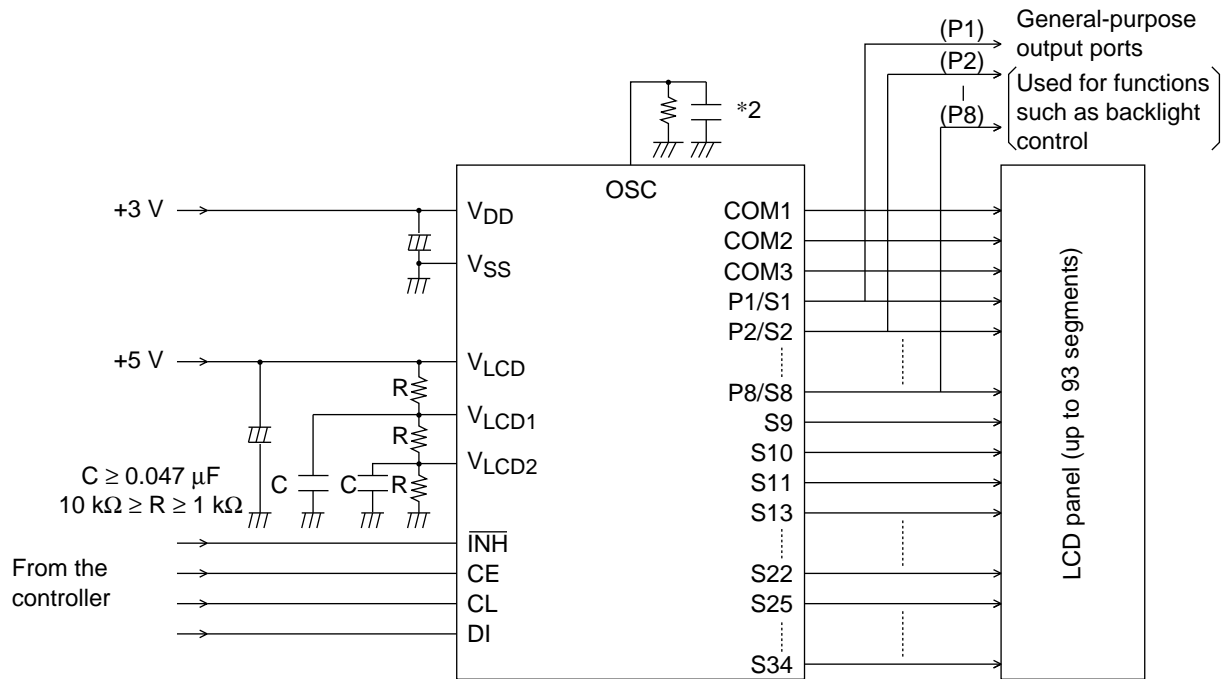 (P1)
General-purpose
output ports
(P2)
(P8)
Used for functions
such as backlight
control
*2
OSC
+3 V
VDD
VSS
+5 V
VLCD
R
VLCD1
R
VLCD2
R
C
C
C ≥ 0.047 μF
10 kΩ ≥ R ≥ 1 kΩ
From the
controller
INH
CE
CL
DI
COM1
COM2
COM3
P1/S1
P2/S2
P8/S8
S9
S10
S11
S13
S22
S25
S34
LCD panel (up to 93 segments)